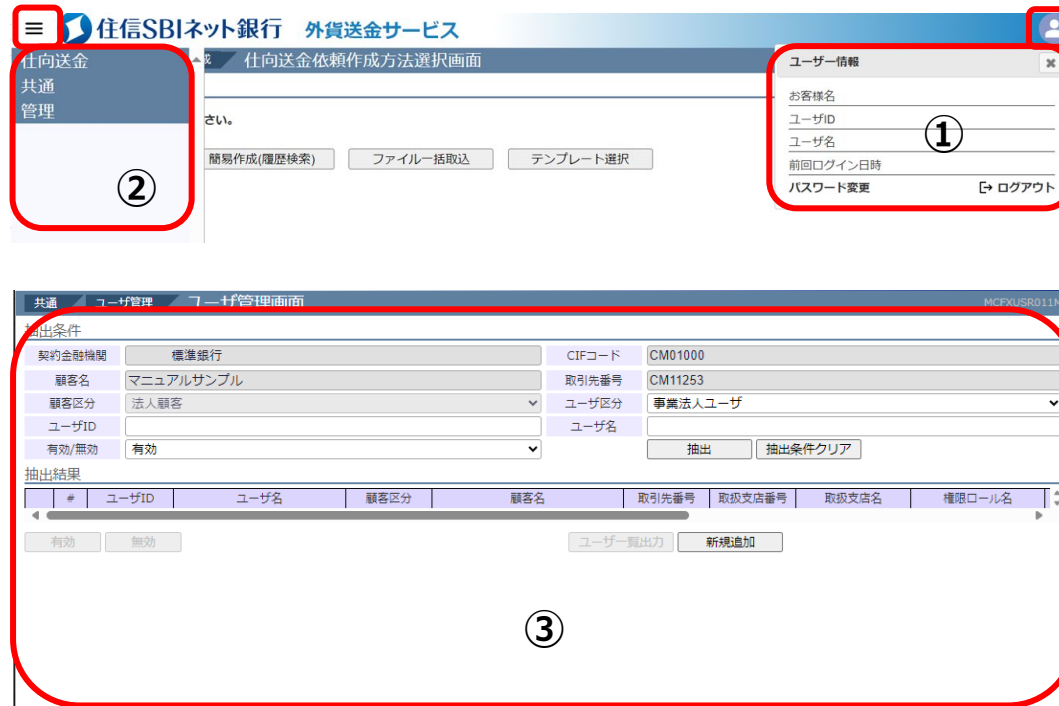 住信SBIネット銀行 外貨送金サービス
仕向送金
共通
管理
仕向送金依頼作成方法選択画面
さい。
簡易作成(履歴検索) ファイル一括取込 テンプレート選択
②
ユーザー情報
お客様名
ユーザID
ユーザ名
前回ログイン日時
パスワード変更 ログアウト
①
共通 ユーザ管理 ユーザ管理画面 MCFXUSR011M
抽出条件
契約金融機関 標準銀行 CIFコード CM01000
顧客名 マニュアルサンプル 取引先番号 CM11253
顧客区分 法人顧客 ユーザ区分 事業法人ユーザ
ユーザID ユーザ名
有効/無効 有効 抽出 抽出条件クリア
抽出結果
# ユーザID ユーザ名 顧客区分 顧客名 取引先番号 取扱支店番号 取扱支店名 権限ロール名
有効 無効 ユーザ一覧出力 新規追加
③